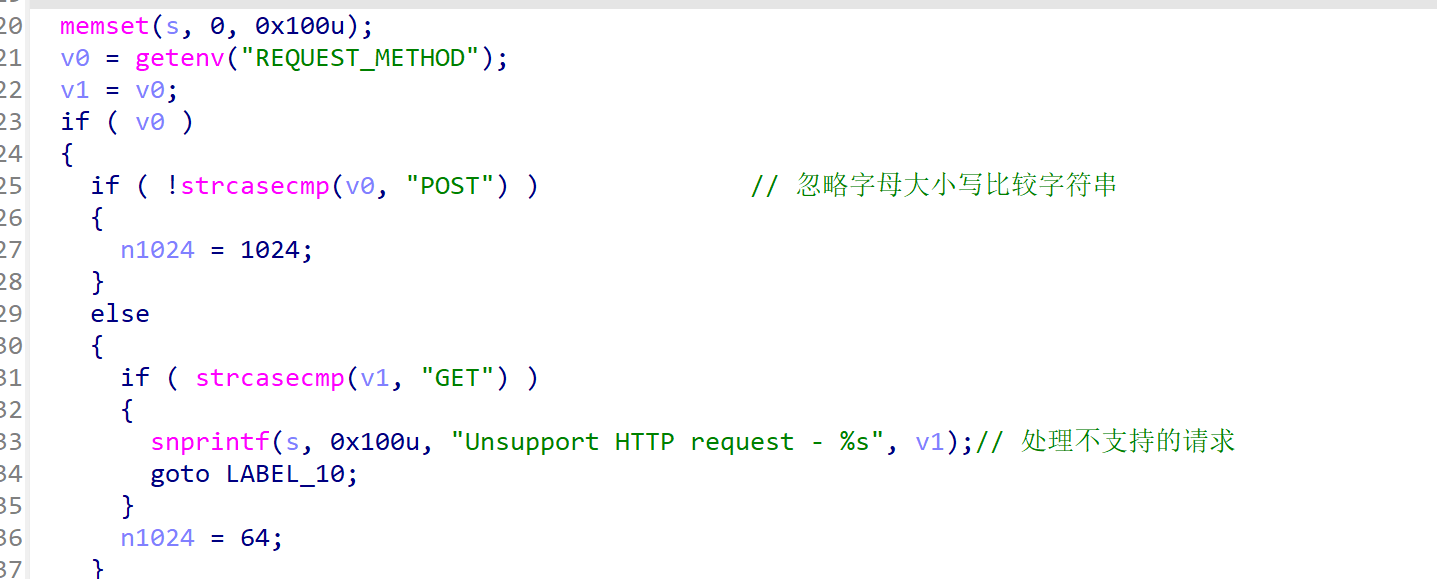 20 memset(s, 0, 0x100u);
21 v0 = getenv("REQUEST_METHOD");
22 v1 = v0;
23 if ( v0 )
24 {
25 if ( !strcasecmp(v0, "POST") ) // 忽略字母大小写比较字符串
26 {
27 n1024 = 1024;
28 }
29 else
30 {
31 if ( strcasecmp(v1, "GET") )
32 {
33 snprintf(s, 0x100u, "Unsupport HTTP request - %s", v1);// 处理不支持的请求
34 goto LABEL_10;
35 }
36 n1024 = 64;
37 }